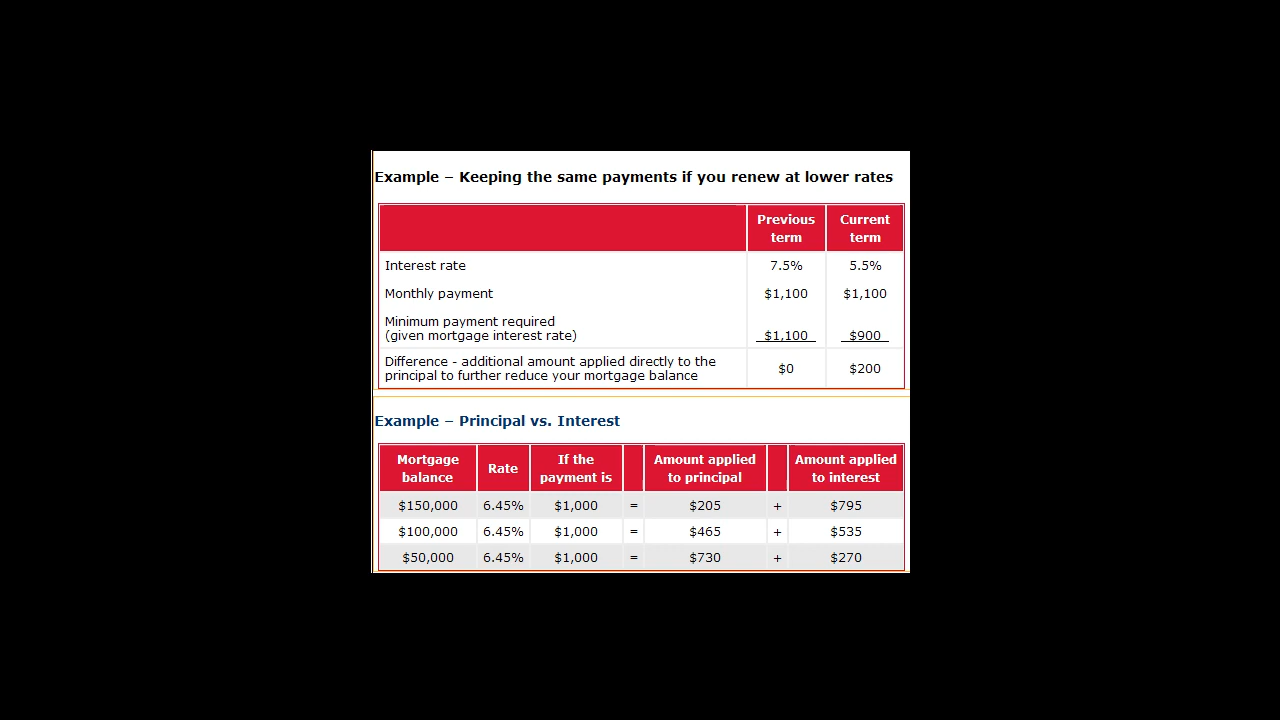 Example – Keeping the same payments if you renew at lower rates
Previous term Current term
Interest rate 7.5% 5.5%
Monthly payment $1,100 $1,100
Minimum payment required
(given mortgage interest rate) $1,100 $900
Difference - additional amount applied directly to the
principal to further reduce your mortgage balance $0 $200
Example – Principal vs. Interest
Mortgage balance Rate If the payment is Amount applied to principal Amount applied to interest
$150,000 6.45% $1,000 = $205 + $795
$100,000 6.45% $1,000 = $465 + $535
$50,000 6.45% $1,000 = $730 + $270